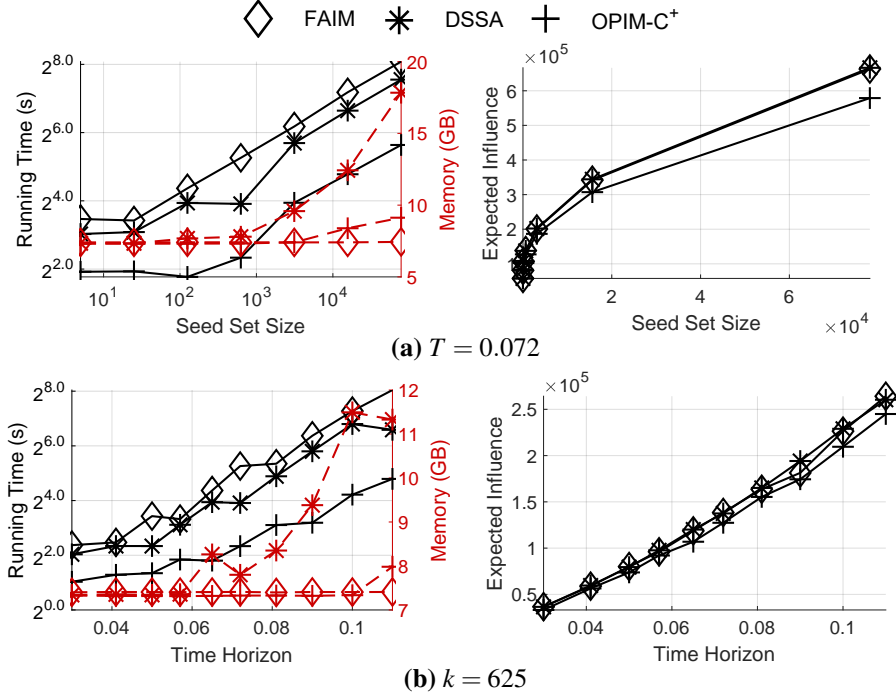 FAIM DSSA OPIM-C⁺
2^8.0
2^6.0
2^4.0
2^2.0
Running Time (s)
20
15
10
5
Memory (GB)
10^1 10^2 10^3 10^4
Seed Set Size
×10^5
6
5
4
3
2
1
Expected Influence
2 4 6
Seed Set Size
×10^4
(a) T = 0.072
2^8.0
2^6.0
2^4.0
2^2.0
2^0.0
Running Time (s)
12
11
10
9
8
7
Memory (GB)
0.04 0.06 0.08 0.1
Time Horizon
×10^5
2.5
2
1.5
1
0.5
Expected Influence
0.04 0.06 0.08 0.1
Time Horizon
(b) k = 625